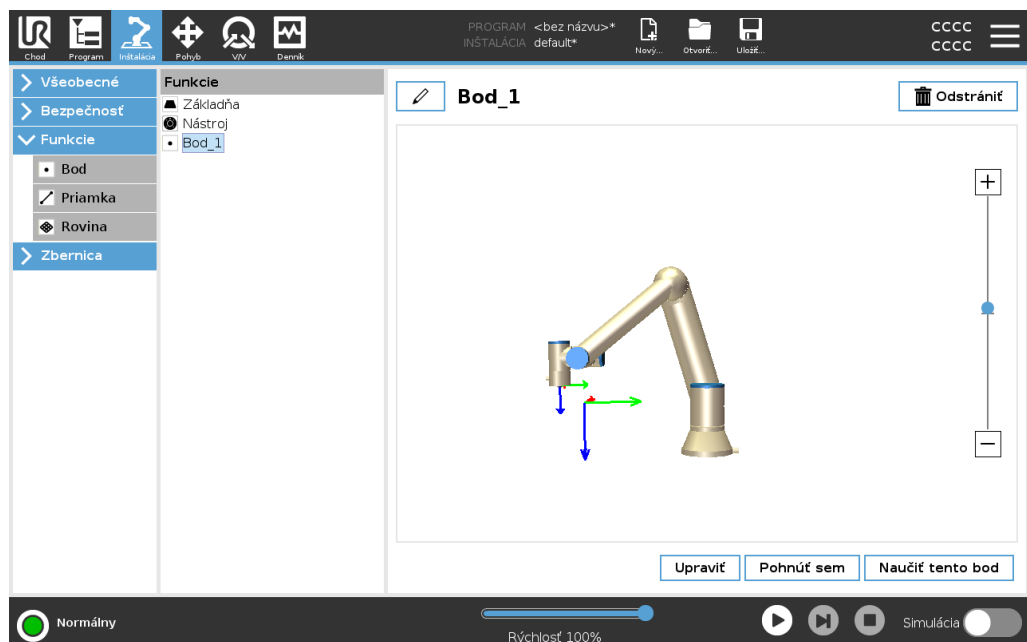 UR
Chod
Program
Inštalácia
Pohyb
V/V
Denník
PROGRAM <bez názvu>*
INŠTALÁCIA default*
Nový...
Otvoriť...
Uložiť...
cccc
cccc
Všeobecné
Bezpečnosť
Funkcie
Bod
Priamka
Rovina
Zbernica
Funkcie
Základňa
Nástroj
Bod_1
Bod_1
Odstrániť
Upraviť
Pohnúť sem
Naučiť tento bod
Normálny
Rýchlosť 100%
Simulácia